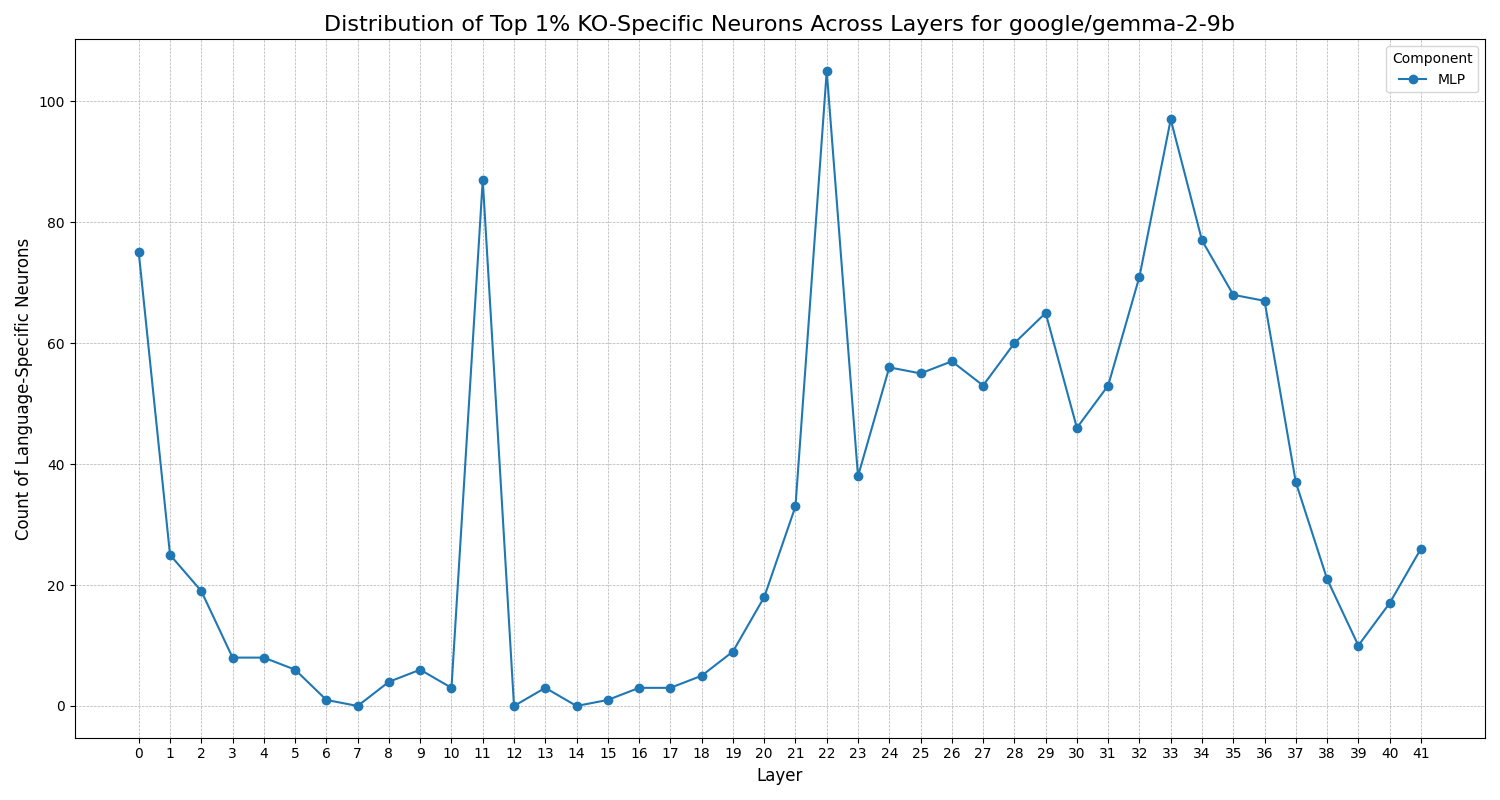 Distribution of Top 1% KO-Specific Neurons Across Layers for google/gemma-2-9b
Component
MLP
100
80
60
40
20
0
Count of Language-Specific Neurons
0 1 2 3 4 5 6 7 8 9 10 11 12 13 14 15 16 17 18 19 20 21 22 23 24 25 26 27 28 29 30 31 32 33 34 35 36 37 38 39 40 41
Layer